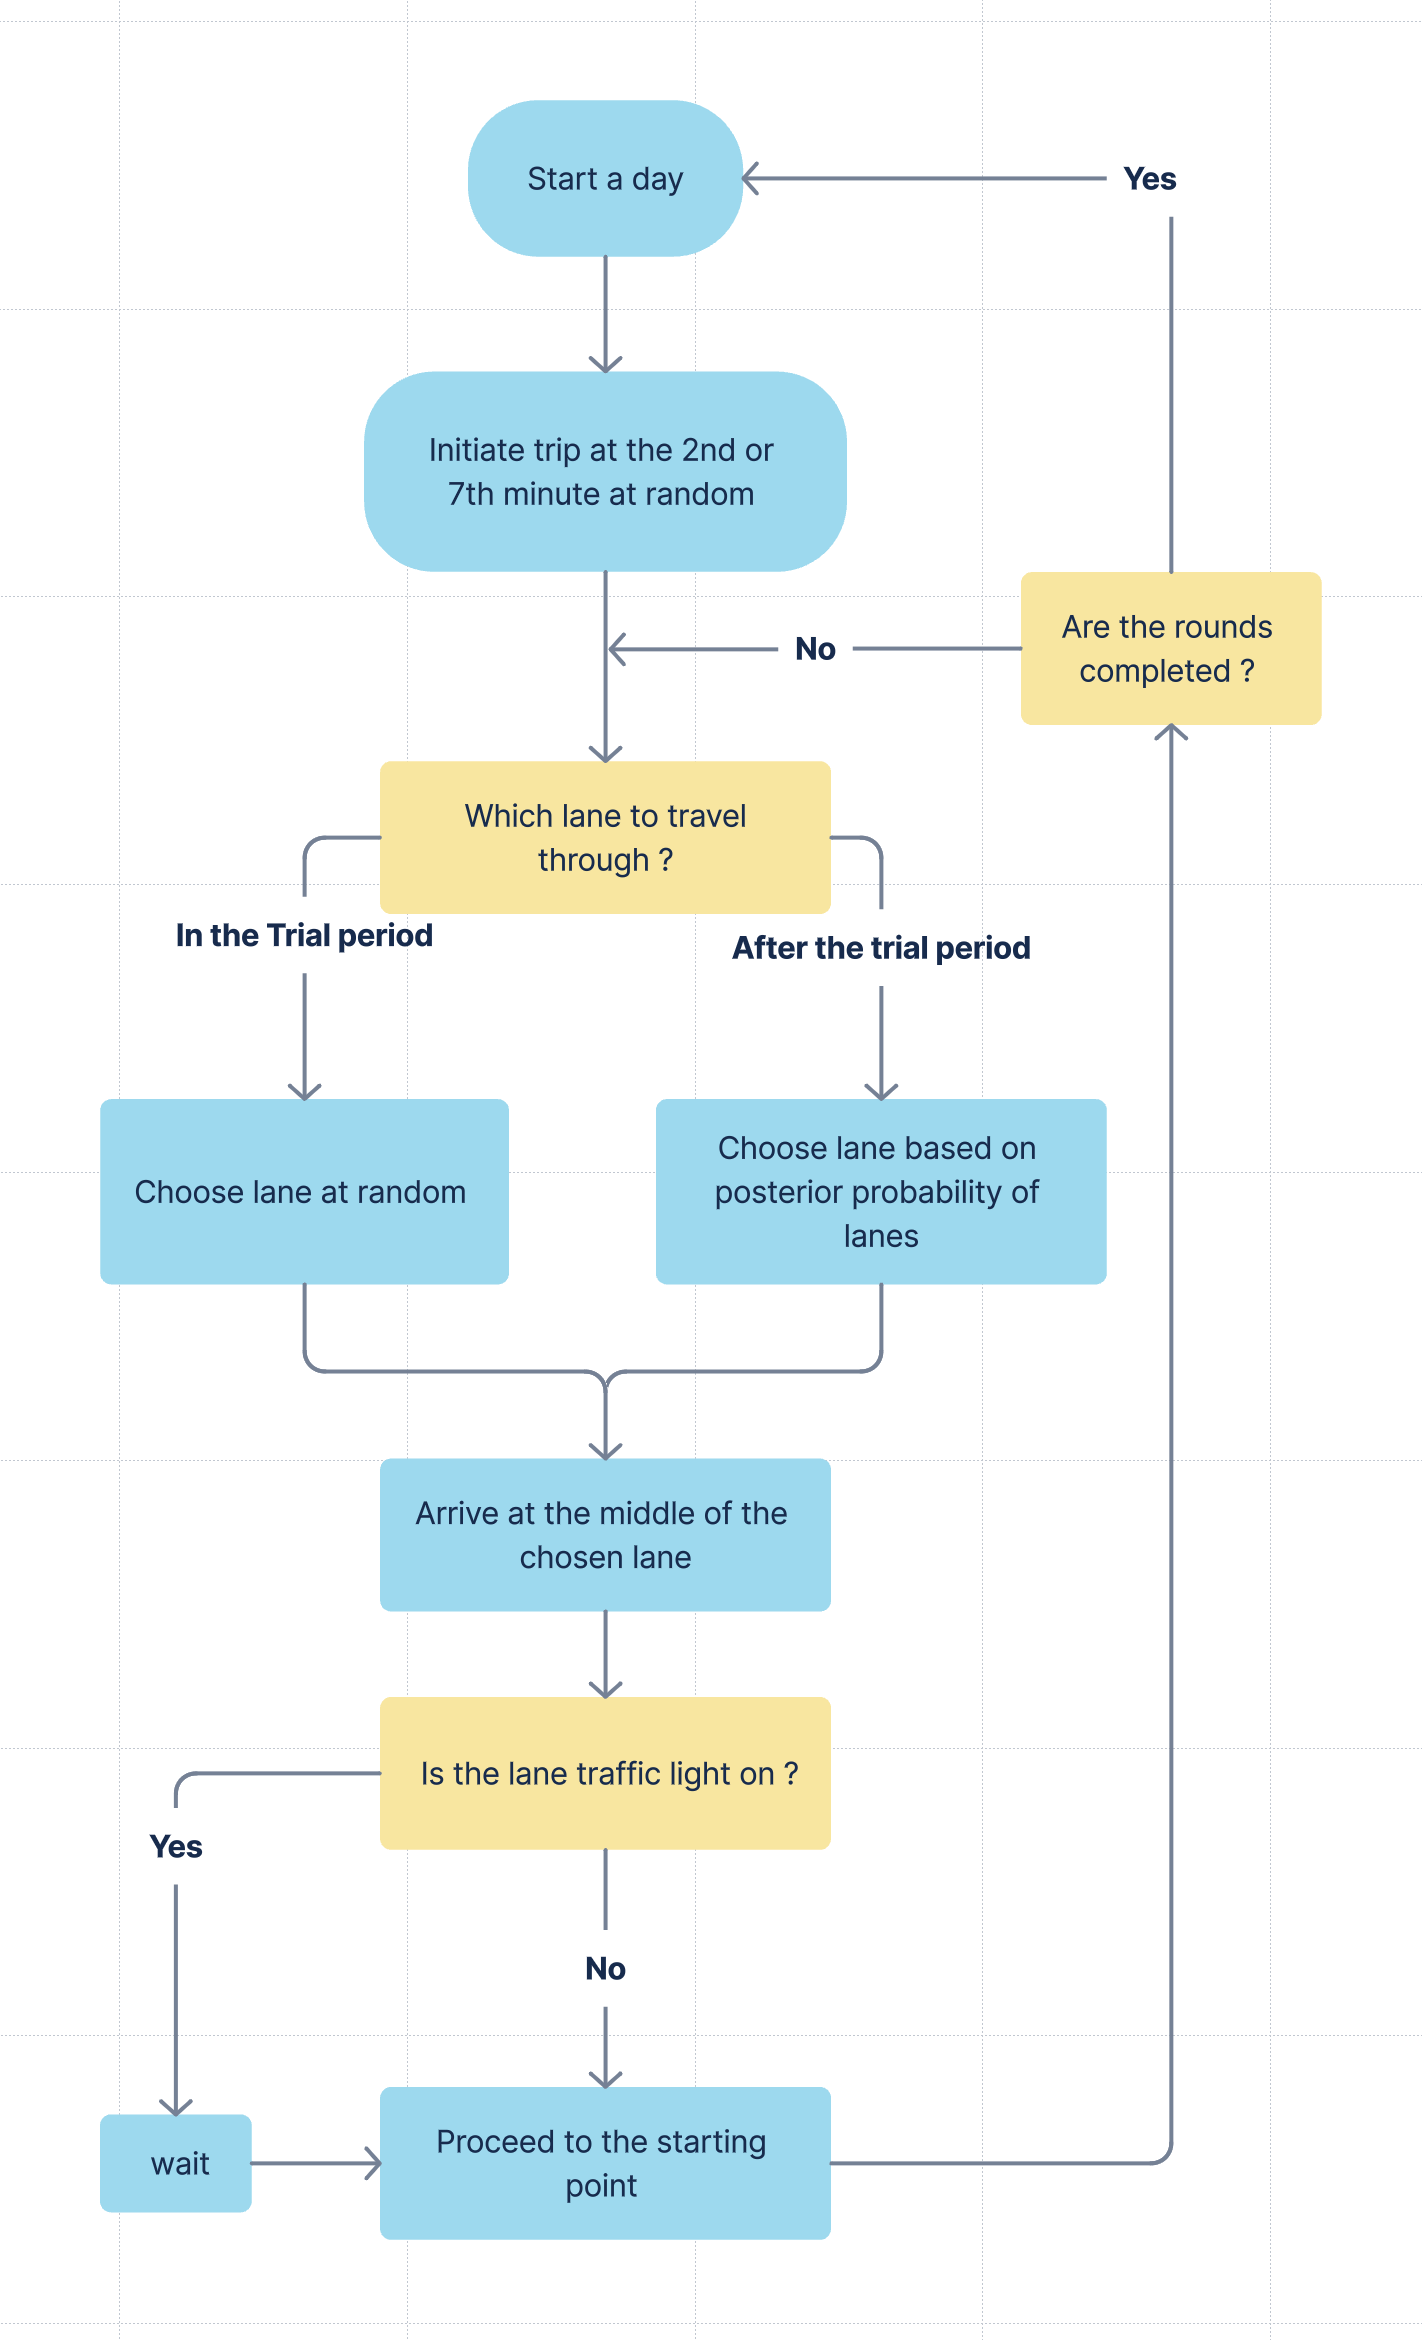 Start a day
Yes
Initiate trip at the 2nd or
7th minute at random
Are the rounds
completed ?
No
Which lane to travel
through ?
In the Trial period
After the trial period
Choose lane at random
Choose lane based on
posterior probability of
lanes
Arrive at the middle of the
chosen lane
Is the lane traffic light on ?
Yes
No
wait
Proceed to the starting
point